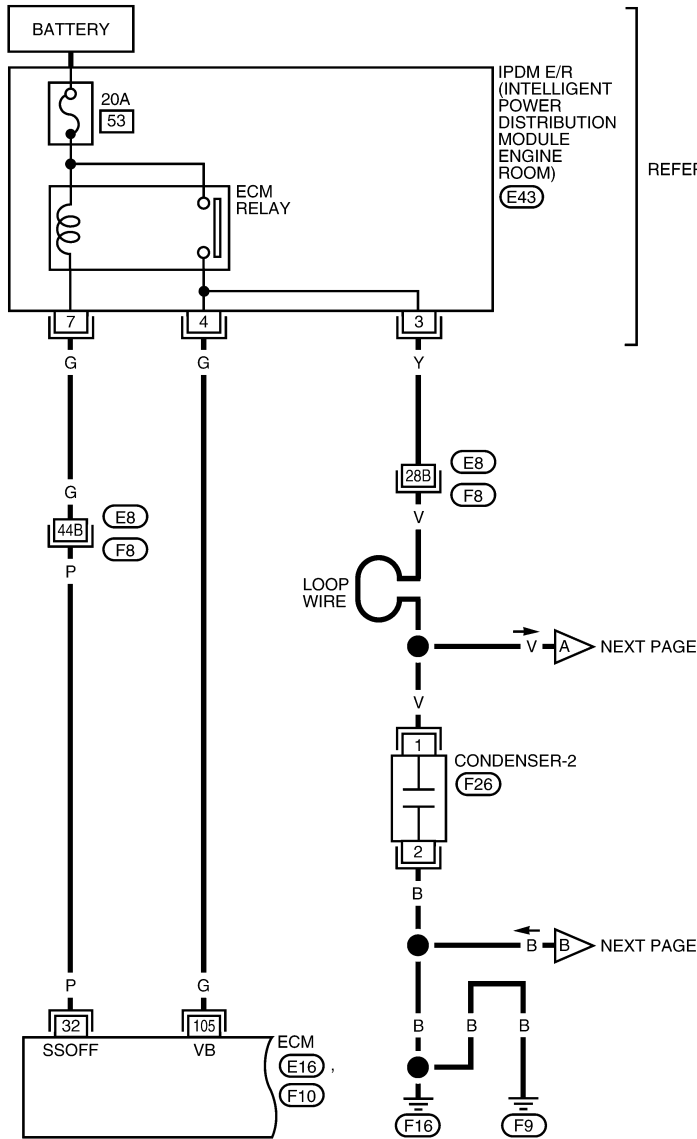 BATTERY
20A
53
IPDM E/R
(INTELLIGENT
POWER
DISTRIBUTION
MODULE
ENGINE
ROOM)
E43
REFER
ECM
RELAY
7
4
3
G
G
Y
28B
E8
F8
G
V
44B
E8
F8
P
LOOP
WIRE
V
A
NEXT PAGE
V
1
CONDENSER-2
F26
2
B
B
B
NEXT PAGE
P
G
32
105
B
B
B
SSOFF
VB
ECM
E16 ,
F10
F16
F9